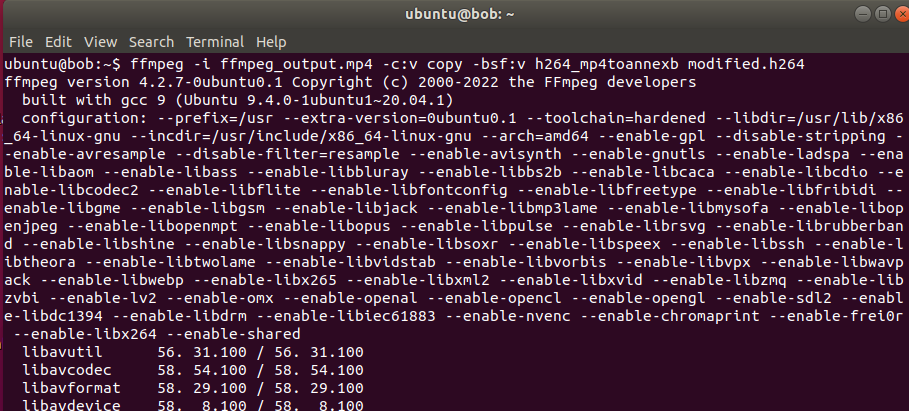 ubuntu@bob: ~
File Edit View Search Terminal Help
ubuntu@bob:~$ ffmpeg -i ffmpeg_output.mp4 -c:v copy -bsf:v h264_mp4toannexb modified.h264
ffmpeg version 4.2.7-0ubuntu0.1 Copyright (c) 2000-2022 the FFmpeg developers
  built with gcc 9 (Ubuntu 9.4.0-1ubuntu1~20.04.1)
  configuration: --prefix=/usr --extra-version=0ubuntu0.1 --toolchain=hardened --libdir=/usr/lib/x86
_64-linux-gnu --incdir=/usr/include/x86_64-linux-gnu --arch=amd64 --enable-gpl --disable-stripping -
-enable-avresample --disable-filter=resample --enable-avisynth --enable-gnutls --enable-ladspa --ena
ble-libaom --enable-libass --enable-libbluray --enable-libbs2b --enable-libcaca --enable-libcdio --e
nable-libcodec2 --enable-libflite --enable-libfontconfig --enable-libfreetype --enable-libfribidi --
enable-libgme --enable-libgsm --enable-libjack --enable-libmp3lame --enable-libmysofa --enable-libop
enjpeg --enable-libopenmpt --enable-libopus --enable-libpulse --enable-librsvg --enable-librubberban
d --enable-libshine --enable-libsnappy --enable-libsoxr --enable-libspeex --enable-libssh --enable-l
ibtheora --enable-libtwolame --enable-libvidstab --enable-libvorbis --enable-libvpx --enable-libwavp
ack --enable-libwebp --enable-libx265 --enable-libxml2 --enable-libxvid --enable-libzmq --enable-lib
zvbi --enable-lv2 --enable-omx --enable-openal --enable-opencl --enable-opengl --enable-sdl2 --enabl
e-libdc1394 --enable-libdrm --enable-libiec61883 --enable-nvenc --enable-chromaprint --enable-frei0r
 --enable-libx264 --enable-shared
  libavutil      56. 31.100 / 56. 31.100
  libavcodec     58. 54.100 / 58. 54.100
  libavformat    58. 29.100 / 58. 29.100
  libavdevice    58.  8.100 / 58.  8.100